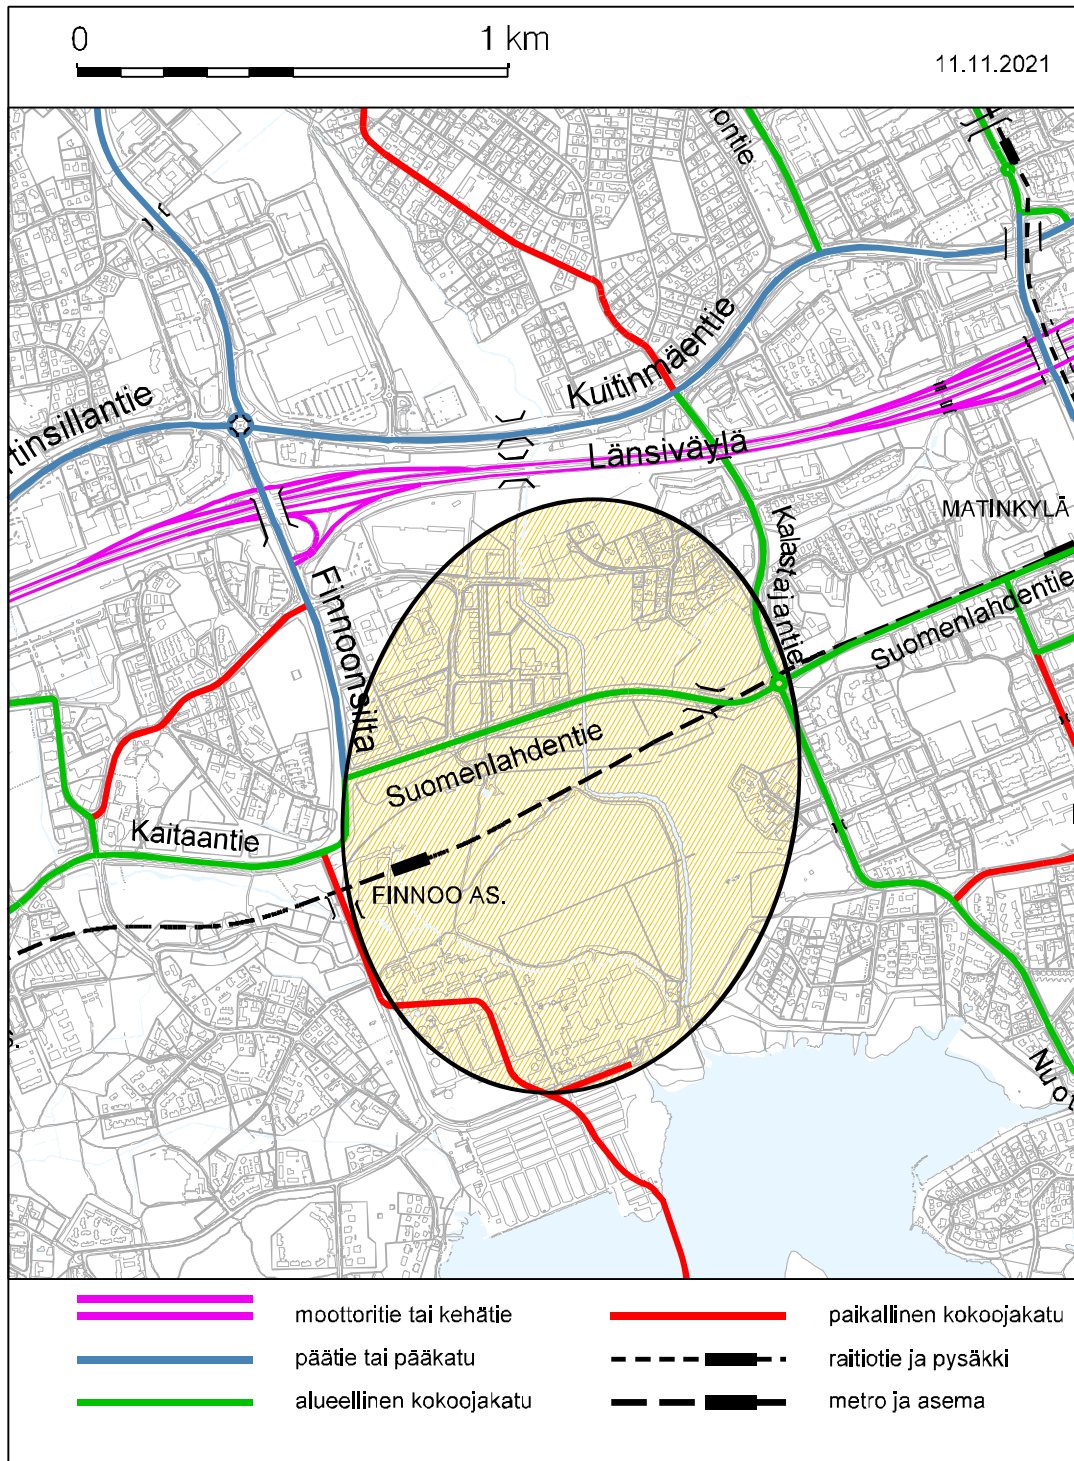 0 1 km
11.11.2021
Kuitinmäentie
Länsiväylä
MATINKYLÄ
Kalastajantie
Finnoonsilta
Suomenlahdentie
Suomenlahdentie
Kaitaantie
FINNOO AS.
moottoritie tai kehätie
päätie tai pääkatu
alueellinen kokoojakatu
paikallinen kokoojakatu
raitiotie ja pysäkki
metro ja asema